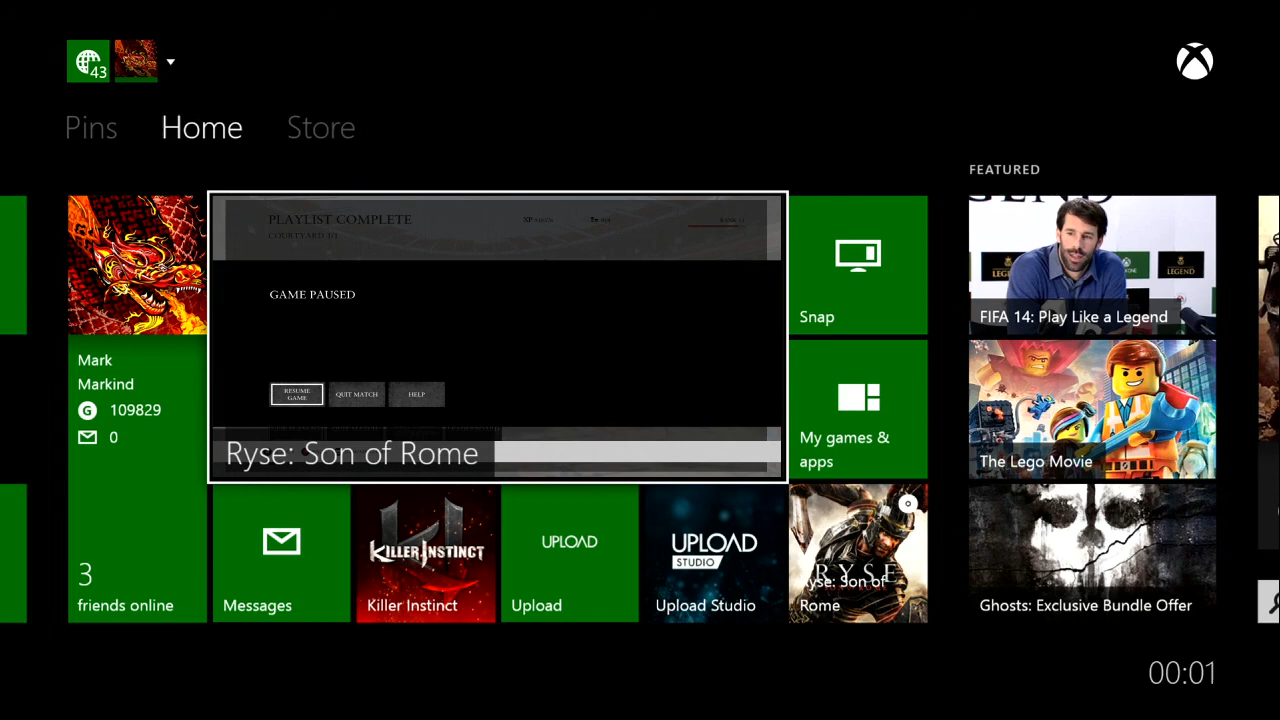 43
Pins Home Store
FEATURED
PLAYLIST COMPLETE
GAME PAUSED
RESUME
GAME
QUIT MATCH
HELP
Ryse: Son of Rome
Mark
Markind
G 109829
0
3
friends online
Snap
My games &
apps
Messages
KILLER INSTINCT
Killer Instinct
UPLOAD
Upload
UPLOAD
STUDIO
Upload Studio
RYSE
Ryse: Son of
Rome
LEGEND
FIFA 14: Play Like a Legend
The Lego Movie
Ghosts: Exclusive Bundle Offer
00:01